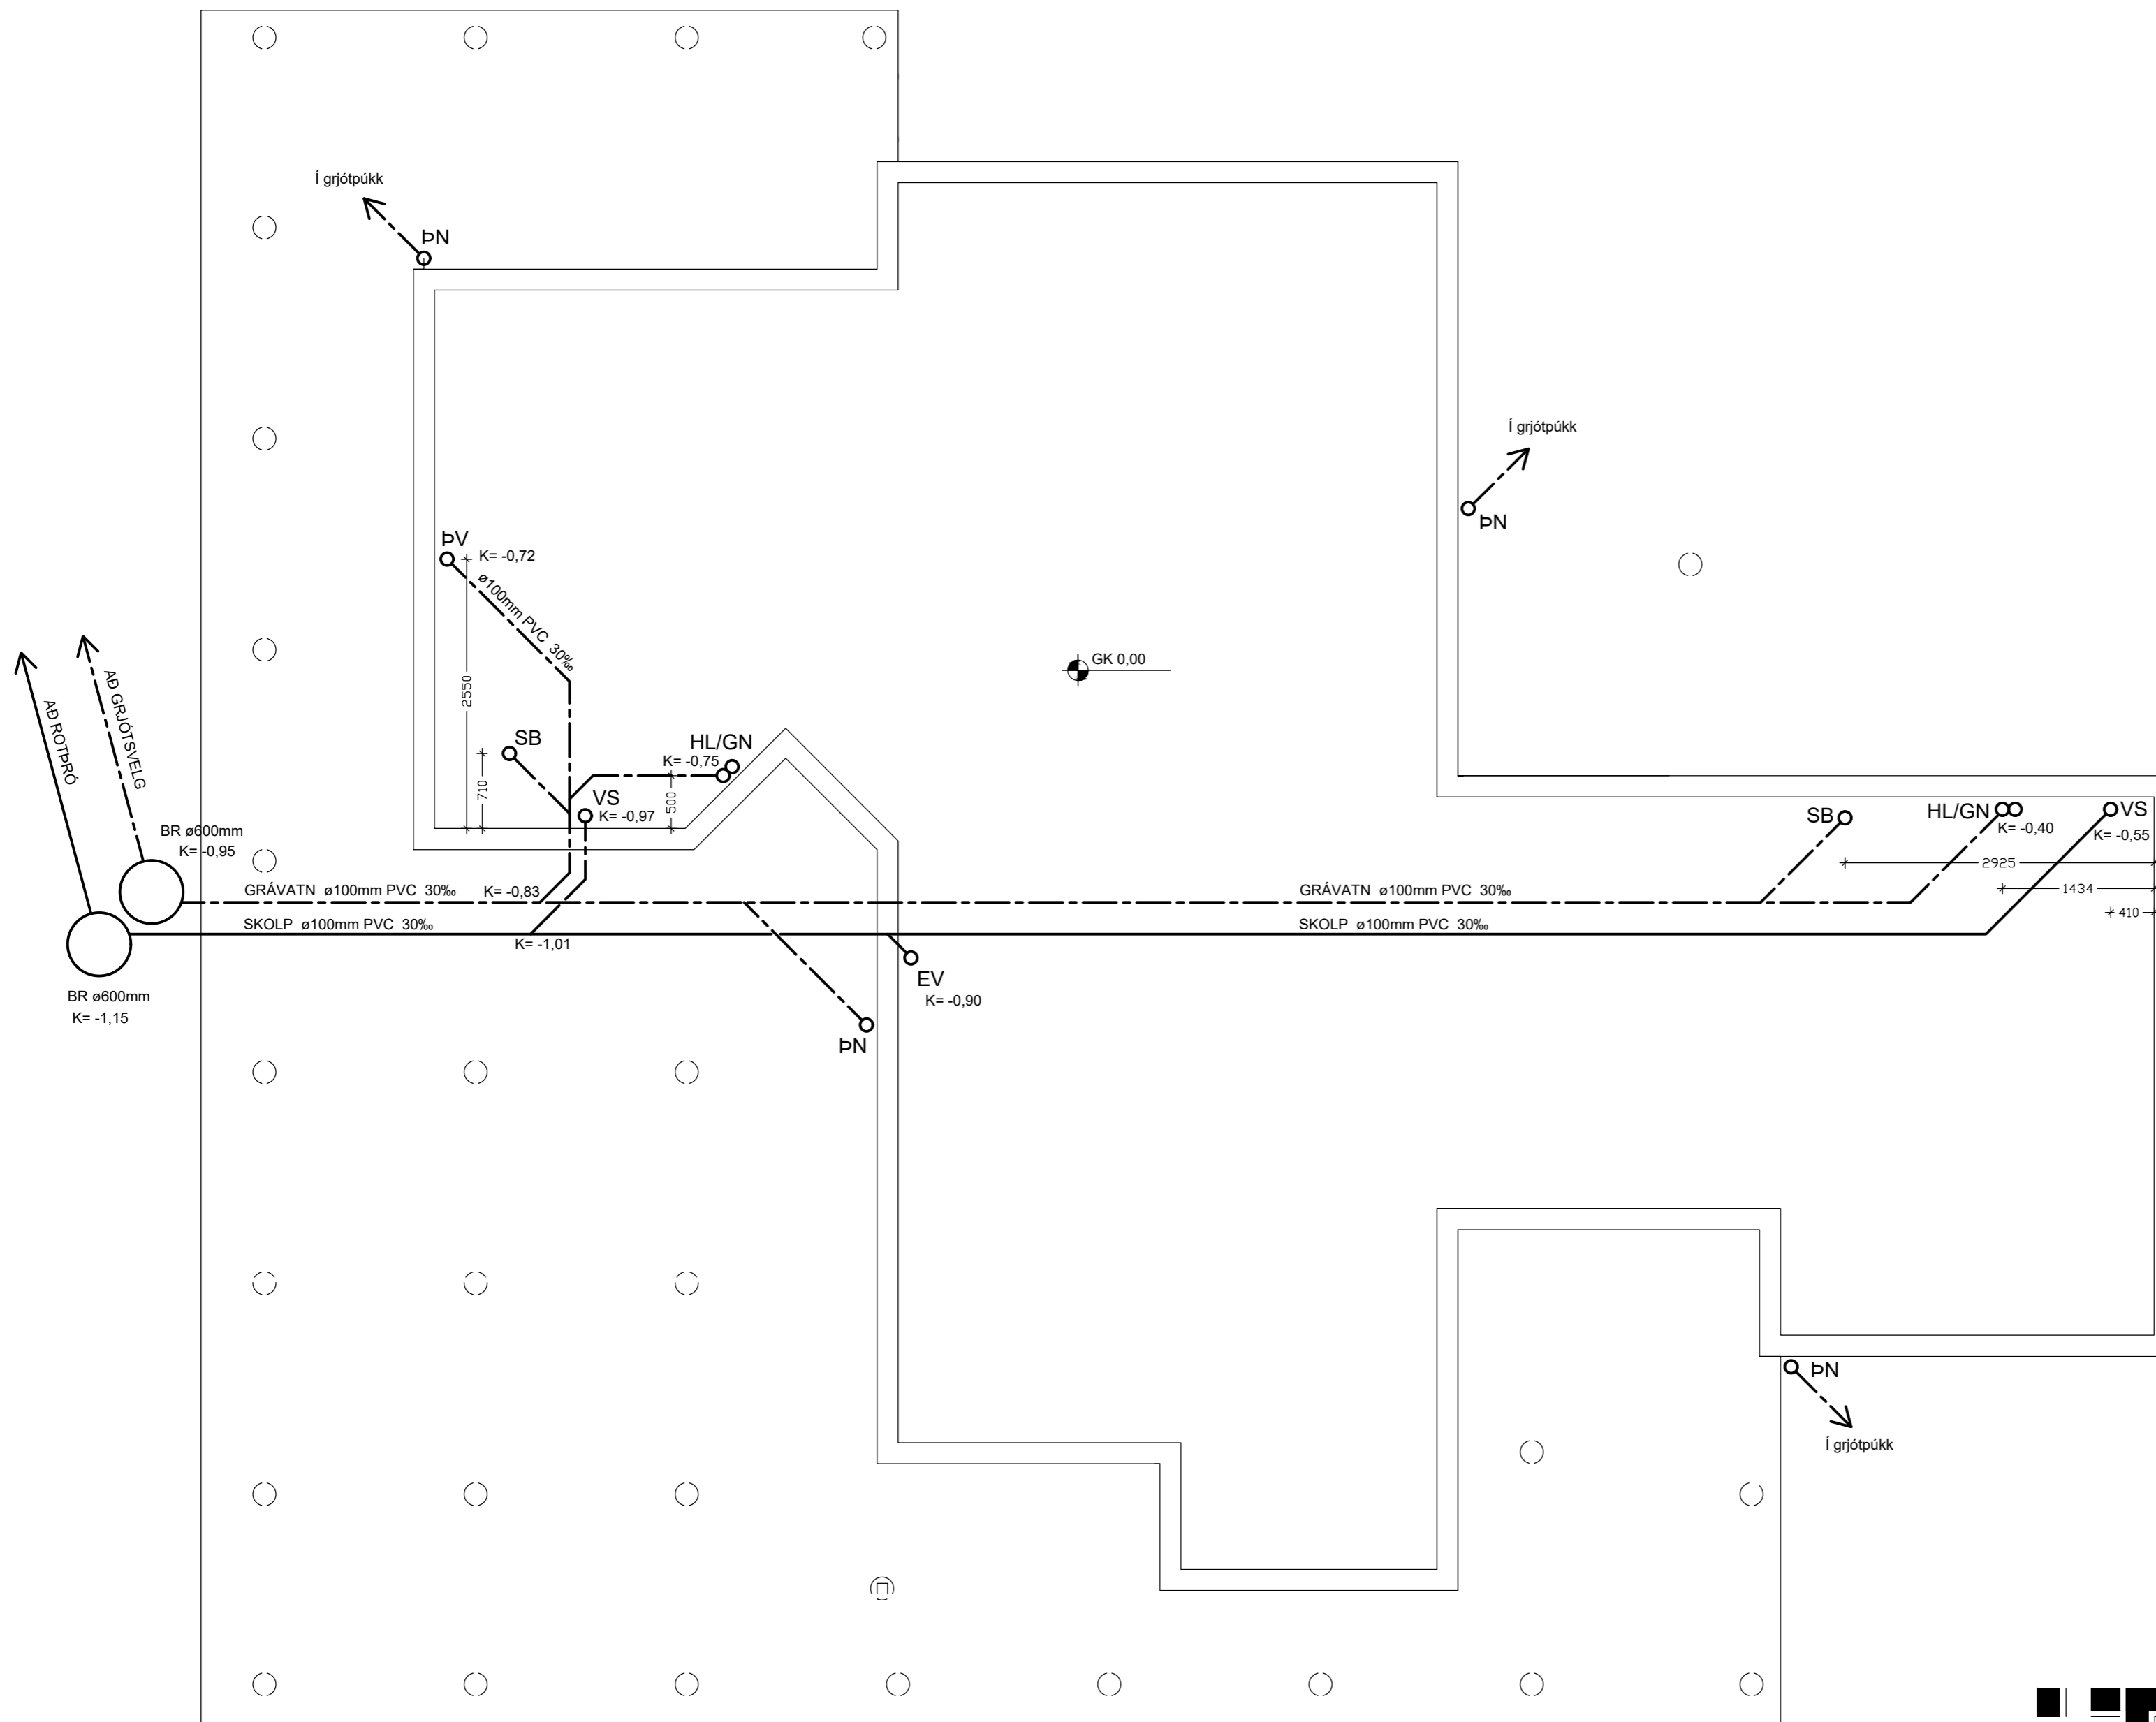 Í grjótpúkk
ÞN
Í grjótpúkk
ÞN
ÞV
K= -0,72
ø100mm PVC 30‰
2550
GK 0,00
AÐ ROTÞRÓ
AÐ GRJÓTSVELG
SB
710
HL/GN
K= -0,75
500
VS
K= -0,97
BR ø600mm
K= -0,95
SB
HL/GN
K= -0,40
VS
K= -0,55
2925
1434
410
GRÁVATN ø100mm PVC 30‰
K= -0,83
GRÁVATN ø100mm PVC 30‰
SKOLP ø100mm PVC 30‰
K= -1,01
SKOLP ø100mm PVC 30‰
EV
K= -0,90
BR ø600mm
K= -1,15
ÞN
ÞN
Í grjótpúkk